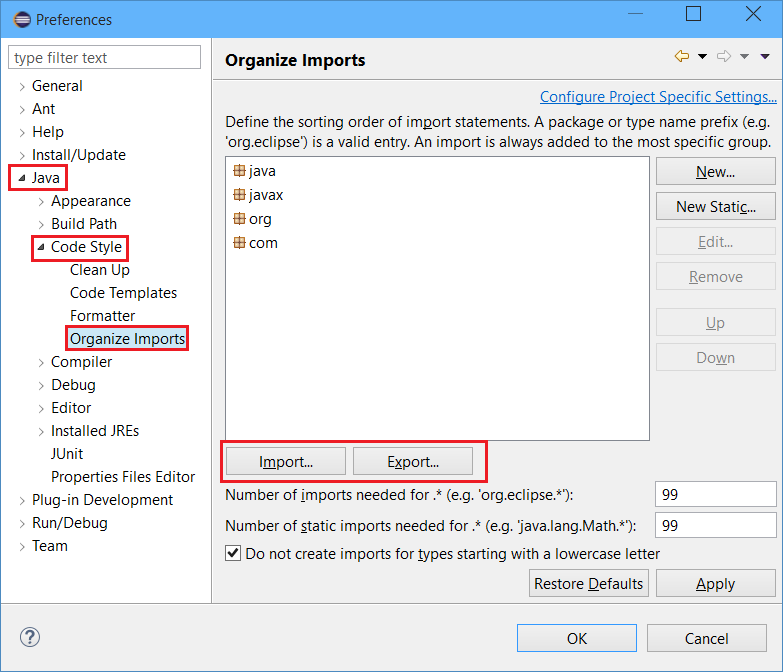 Preferences
type filter text
General
Ant
Help
Install/Update
Java
Appearance
Build Path
Code Style
Clean Up
Code Templates
Formatter
Organize Imports
Compiler
Debug
Editor
Installed JREs
JUnit
Properties Files Editor
Plug-in Development
Run/Debug
Team
Organize Imports
Configure Project Specific Settings...
Define the sorting order of import statements. A package or type name prefix (e.g.
'org.eclipse') is a valid entry. An import is always added to the most specific group.
java
javax
org
com
New...
New Static...
Edit...
Remove
Up
Down
Import...
Export...
Number of imports needed for .* (e.g. 'org.eclipse.*'): 99
Number of static imports needed for .* (e.g. 'java.lang.Math.*'): 99
Do not create imports for types starting with a lowercase letter
Restore Defaults
Apply
?
OK
Cancel